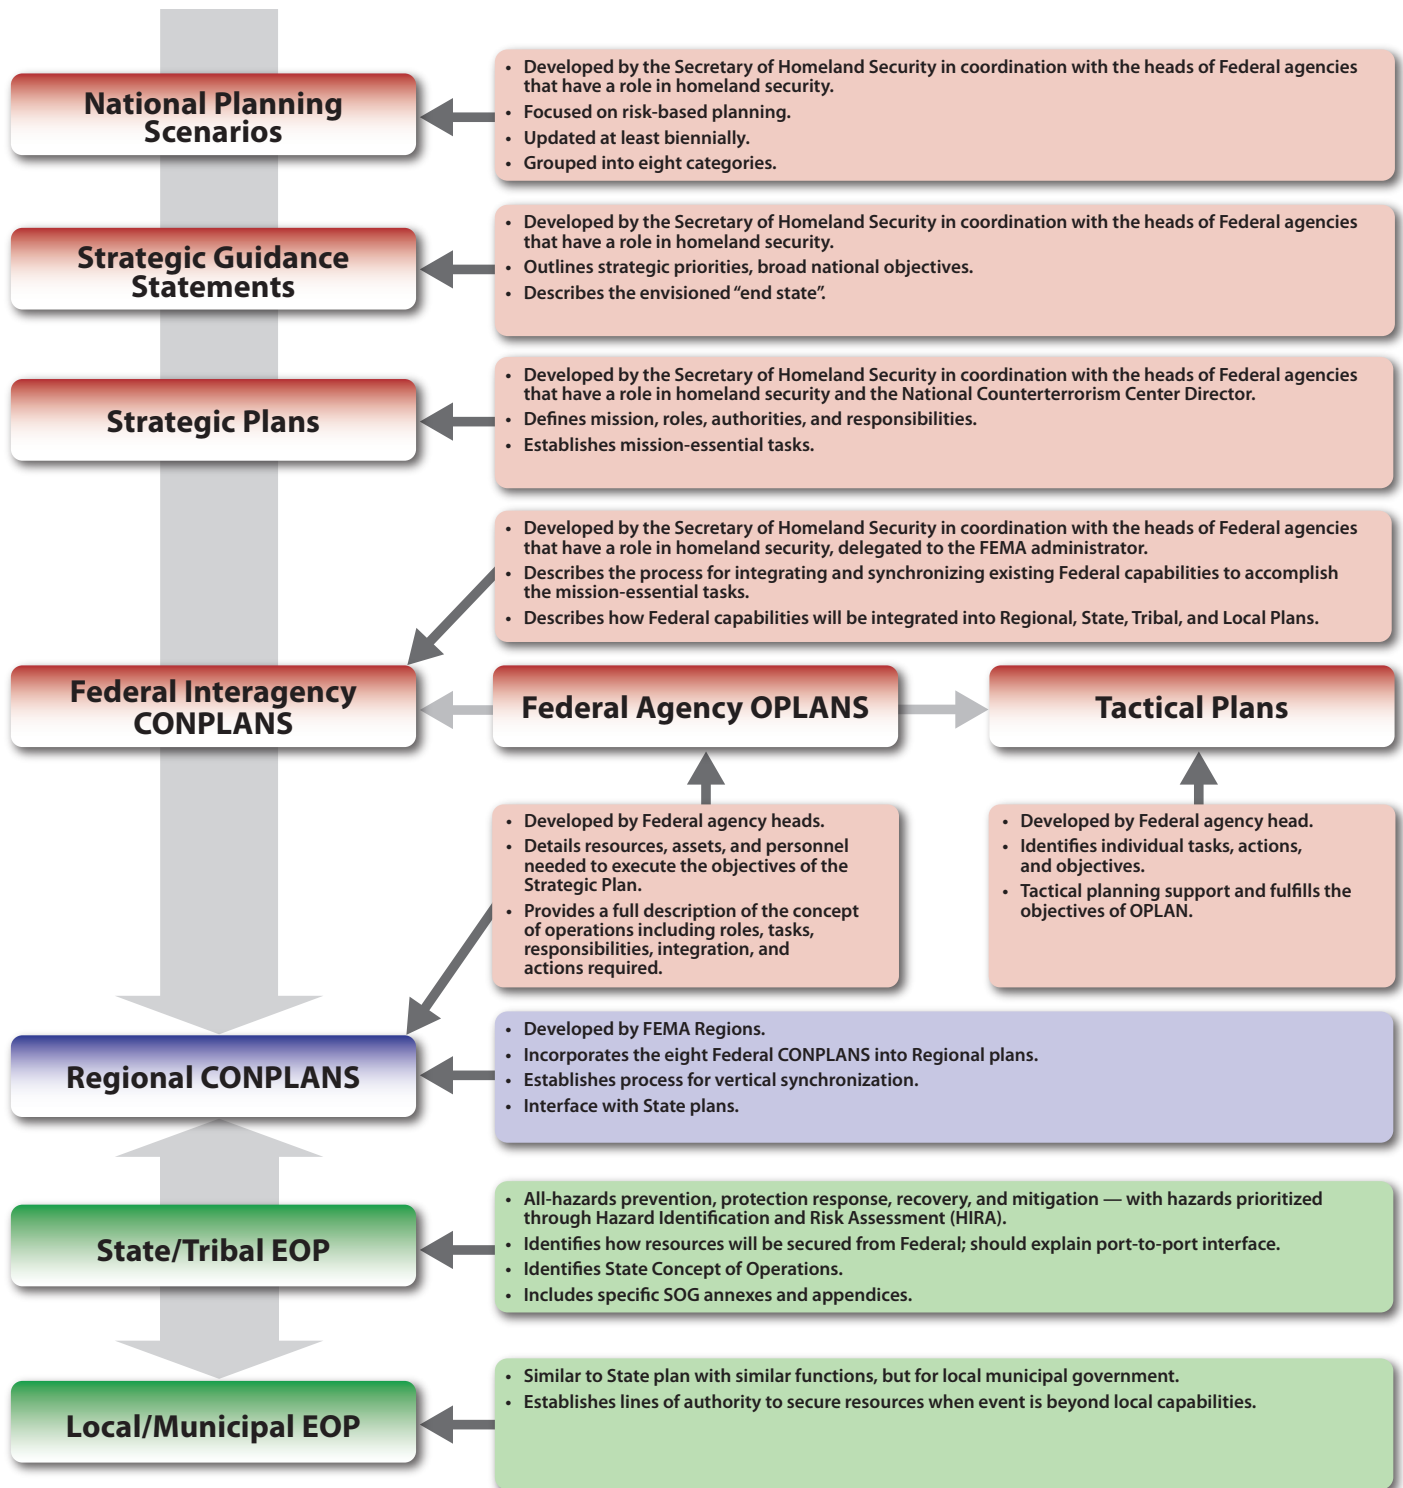 National Planning
Scenarios
• Developed by the Secretary of Homeland Security in coordination with the heads of Federal agencies
that have a role in homeland security.
• Focused on risk-based planning.
• Updated at least biennially.
• Grouped into eight categories.
Strategic Guidance
Statements
• Developed by the Secretary of Homeland Security in coordination with the heads of Federal agencies
that have a role in homeland security.
• Outlines strategic priorities, broad national objectives.
• Describes the envisioned “end state”.
Strategic Plans
• Developed by the Secretary of Homeland Security in coordination with the heads of Federal agencies
that have a role in homeland security and the National Counterterrorism Center Director.
• Defines mission, roles, authorities, and responsibilities.
• Establishes mission-essential tasks.
• Developed by the Secretary of Homeland Security in coordination with the heads of Federal agencies
that have a role in homeland security, delegated to the FEMA administrator.
• Describes the process for integrating and synchronizing existing Federal capabilities to accomplish
the mission-essential tasks.
• Describes how Federal capabilities will be integrated into Regional, State, Tribal, and Local Plans.
Federal Interagency
CONPLANS
Federal Agency OPLANS
Tactical Plans
• Developed by Federal agency heads.
• Details resources, assets, and personnel
needed to execute the objectives of the
Strategic Plan.
• Provides a full description of the concept
of operations including roles, tasks,
responsibilities, integration, and
actions required.
• Developed by Federal agency head.
• Identifies individual tasks, actions,
and objectives.
• Tactical planning support and fulfills the
objectives of OPLAN.
Regional CONPLANS
• Developed by FEMA Regions.
• Incorporates the eight Federal CONPLANS into Regional plans.
• Establishes process for vertical synchronization.
• Interface with State plans.
State/Tribal EOP
• All-hazards prevention, protection response, recovery, and mitigation — with hazards prioritized
through Hazard Identification and Risk Assessment (HIRA).
• Identifies how resources will be secured from Federal; should explain port-to-port interface.
• Identifies State Concept of Operations.
• Includes specific SOG annexes and appendices.
Local/Municipal EOP
• Similar to State plan with similar functions, but for local municipal government.
• Establishes lines of authority to secure resources when event is beyond local capabilities.